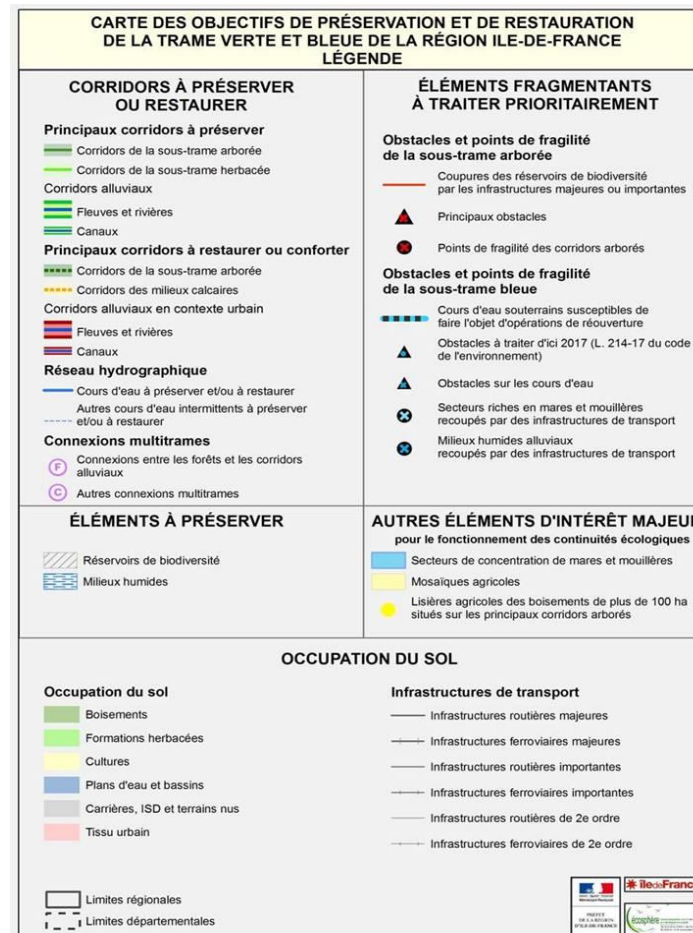 CARTE DES OBJECTIFS DE PRÉSERVATION ET DE RESTAURATION
DE LA TRAME VERTE ET BLEUE DE LA RÉGION ILE-DE-FRANCE
LÉGENDE
CORRIDORS À PRÉSERVER
OU RESTAURER
Principaux corridors à préserver
Corridors de la sous-trame arborée
Corridors de la sous-trame herbacée
Corridors alluviaux
Fleuves et rivières
Canaux
Principaux corridors à restaurer ou conforter
Corridors de la sous-trame arborée
Corridors des milieux calcaires
Corridors alluviaux en contexte urbain
Fleuves et rivières
Canaux
Réseau hydrographique
Cours d'eau à préserver et/ou à restaurer
Autres cours d'eau intermittents à préserver
et/ou à restaurer
Connexions multitrames
F Connexions entre les forêts et les corridors
alluviaux
C Autres connexions multitrames
ÉLÉMENTS FRAGMENTANTS
À TRAITER PRIORITAIREMENT
Obstacles et points de fragilité
de la sous-trame arborée
Coupures des réservoirs de biodiversité
par les infrastructures majeures ou importantes
Principaux obstacles
Points de fragilité des corridors arborés
Obstacles et points de fragilité
de la sous-trame bleue
Cours d'eau souterrains susceptibles de
faire l'objet d'opérations de réouverture
Obstacles à traiter d'ici 2017 (L. 214-17 du code
de l'environnement)
Obstacles sur les cours d'eau
Secteurs riches en mares et mouillères
recoupés par des infrastructures de transport
Milieux humides alluviaux
recoupés par des infrastructures de transport
ÉLÉMENTS À PRÉSERVER
Réservoirs de biodiversité
Milieux humides
AUTRES ÉLÉMENTS D'INTÉRÊT MAJEUR
pour le fonctionnement des continuités écologiques
Secteurs de concentration de mares et mouillères
Mosaïques agricoles
Lisières agricoles des boisements de plus de 100 ha
situés sur les principaux corridors arborés
OCCUPATION DU SOL
Occupation du sol
Boisements
Formations herbacées
Cultures
Plans d'eau et bassins
Carrières, ISD et terrains nus
Tissu urbain
Limites régionales
Limites départementales
Infrastructures de transport
Infrastructures routières majeures
Infrastructures ferroviaires majeures
Infrastructures routières importantes
Infrastructures ferroviaires importantes
Infrastructures routières de 2e ordre
Infrastructures ferroviaires de 2e ordre
PRÉFET
DE LA RÉGION
D'ILE-DE-FRANCE
îledeFrance
écosphère